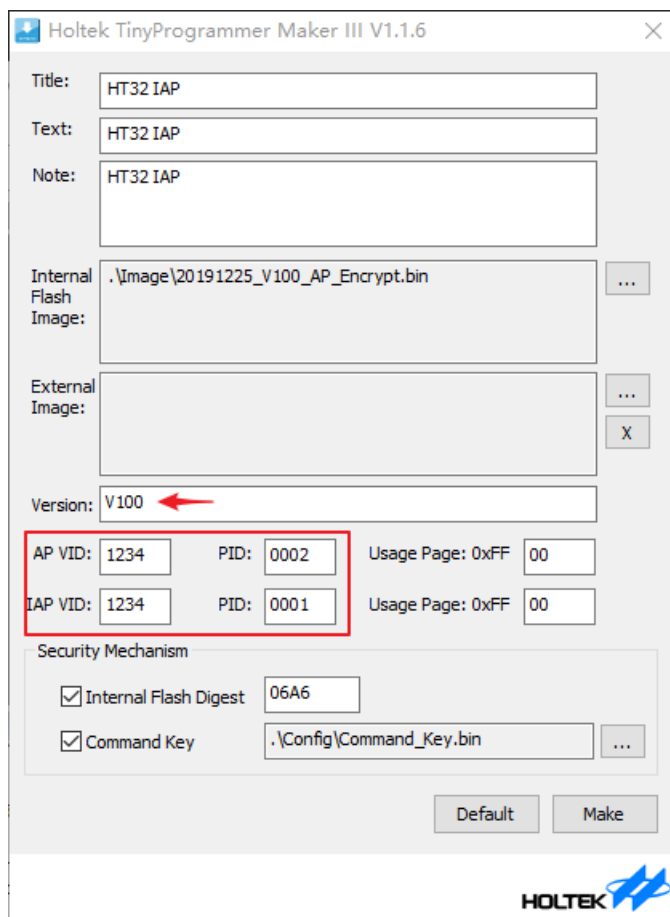 Holtek TinyProgrammer Maker III V1.1.6
Title: HT32 IAP
Text: HT32 IAP
Note: HT32 IAP
Internal Flash Image: .\Image\20191225_V100_AP_Encrypt.bin ...
External Image: ...
X
Version: V100
AP VID: 1234 PID: 0002 Usage Page: 0xFF 00
IAP VID: 1234 PID: 0001 Usage Page: 0xFF 00
Security Mechanism
Internal Flash Digest 06A6
Command Key .\Config\Command_Key.bin ...
Default Make
HOLTEK